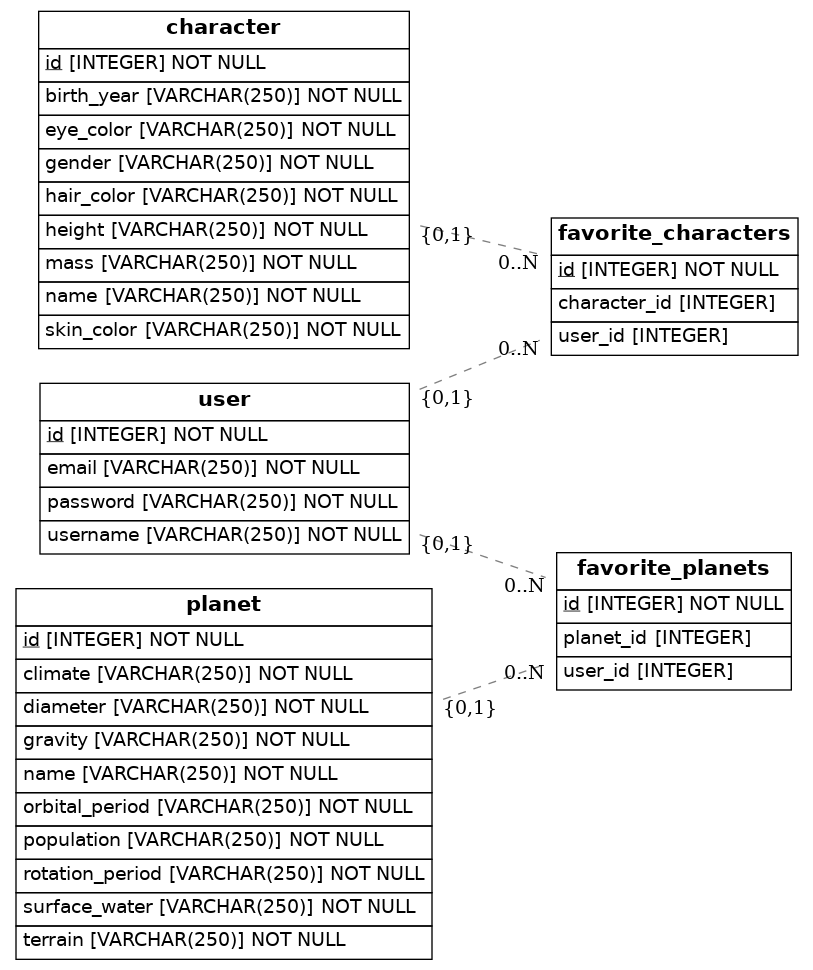 character
id [INTEGER] NOT NULL
birth_year [VARCHAR(250)] NOT NULL
eye_color [VARCHAR(250)] NOT NULL
gender [VARCHAR(250)] NOT NULL
hair_color [VARCHAR(250)] NOT NULL
height [VARCHAR(250)] NOT NULL
mass [VARCHAR(250)] NOT NULL
name [VARCHAR(250)] NOT NULL
skin_color [VARCHAR(250)] NOT NULL
{0,1}
0..N
favorite_characters
id [INTEGER] NOT NULL
character_id [INTEGER]
user_id [INTEGER]
0..N
{0,1}
user
id [INTEGER] NOT NULL
email [VARCHAR(250)] NOT NULL
password [VARCHAR(250)] NOT NULL
username [VARCHAR(250)] NOT NULL
{0,1}
0..N
favorite_planets
id [INTEGER] NOT NULL
planet_id [INTEGER]
user_id [INTEGER]
0..N
{0,1}
planet
id [INTEGER] NOT NULL
climate [VARCHAR(250)] NOT NULL
diameter [VARCHAR(250)] NOT NULL
gravity [VARCHAR(250)] NOT NULL
name [VARCHAR(250)] NOT NULL
orbital_period [VARCHAR(250)] NOT NULL
population [VARCHAR(250)] NOT NULL
rotation_period [VARCHAR(250)] NOT NULL
surface_water [VARCHAR(250)] NOT NULL
terrain [VARCHAR(250)] NOT NULL